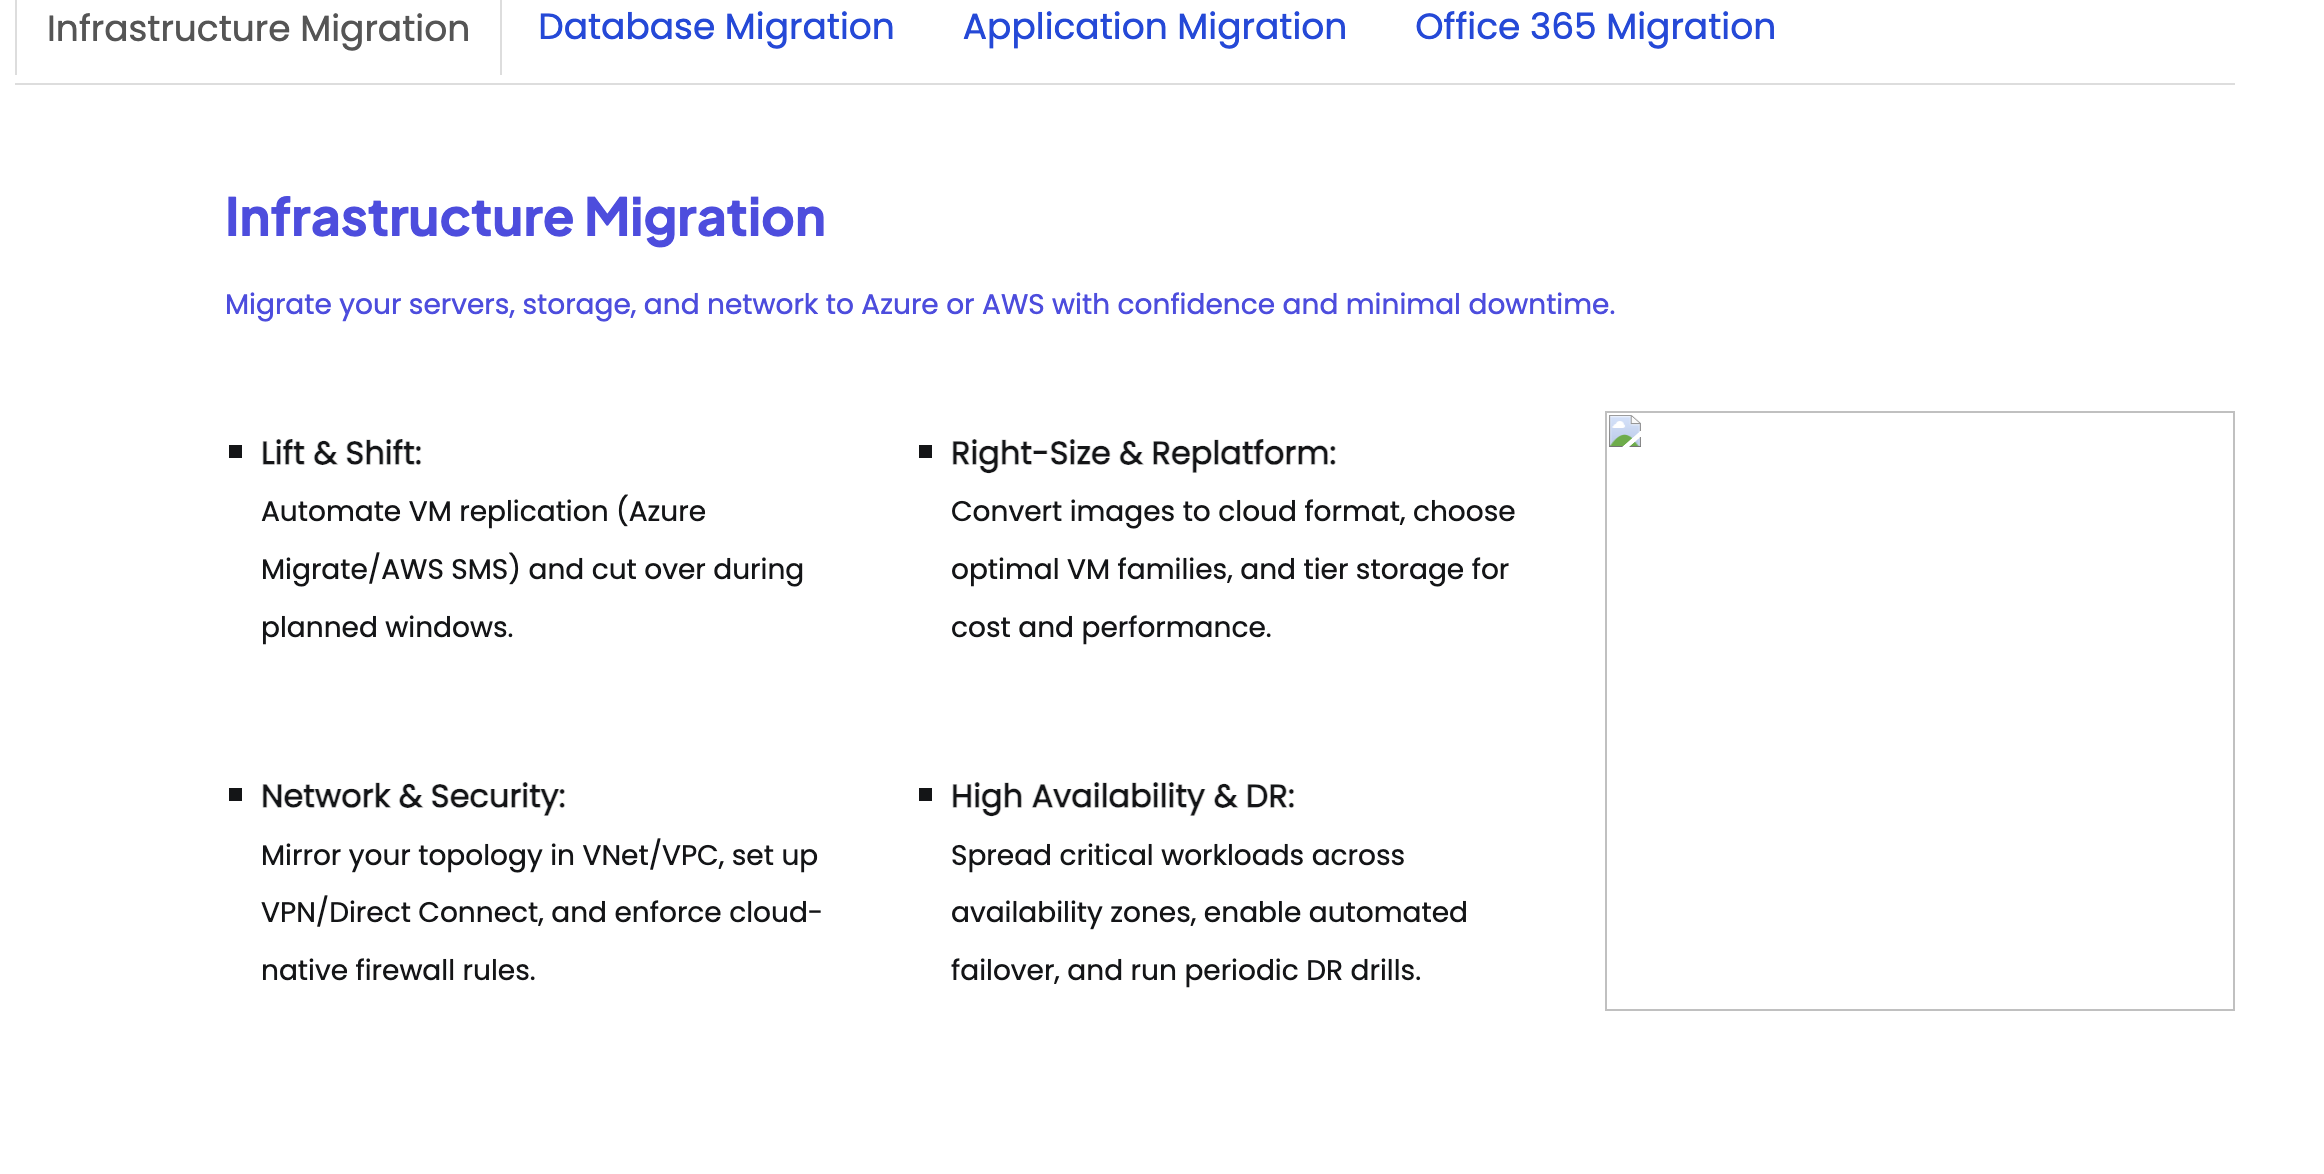 Infrastructure Migration
Database Migration
Application Migration
Office 365 Migration
Infrastructure Migration
Migrate your servers, storage, and network to Azure or AWS with confidence and minimal downtime.
Lift & Shift:
Automate VM replication (Azure
Migrate/AWS SMS) and cut over during
planned windows.
Right-Size & Replatform:
Convert images to cloud format, choose
optimal VM families, and tier storage for
cost and performance.
Network & Security:
Mirror your topology in VNet/VPC, set up
VPN/Direct Connect, and enforce cloud-
native firewall rules.
High Availability & DR:
Spread critical workloads across
availability zones, enable automated
failover, and run periodic DR drills.